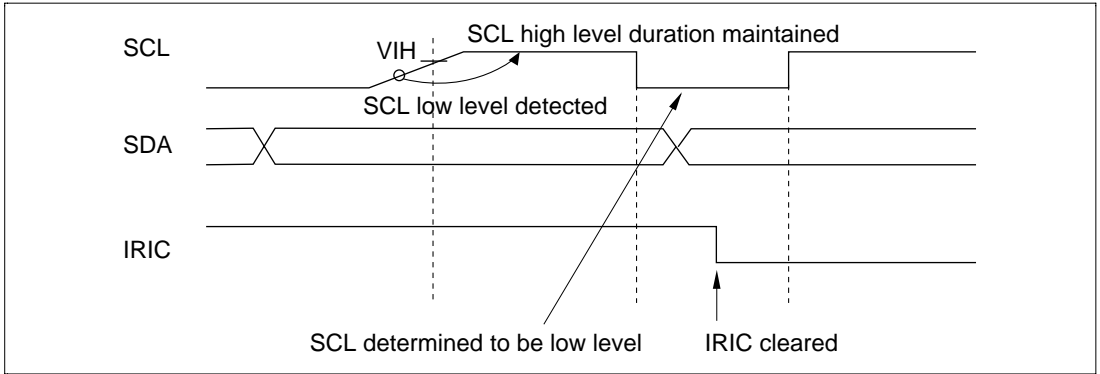 SCL high level duration maintained
SCL
VIH
SCL low level detected
SDA
IRIC
SCL determined to be low level
IRIC cleared